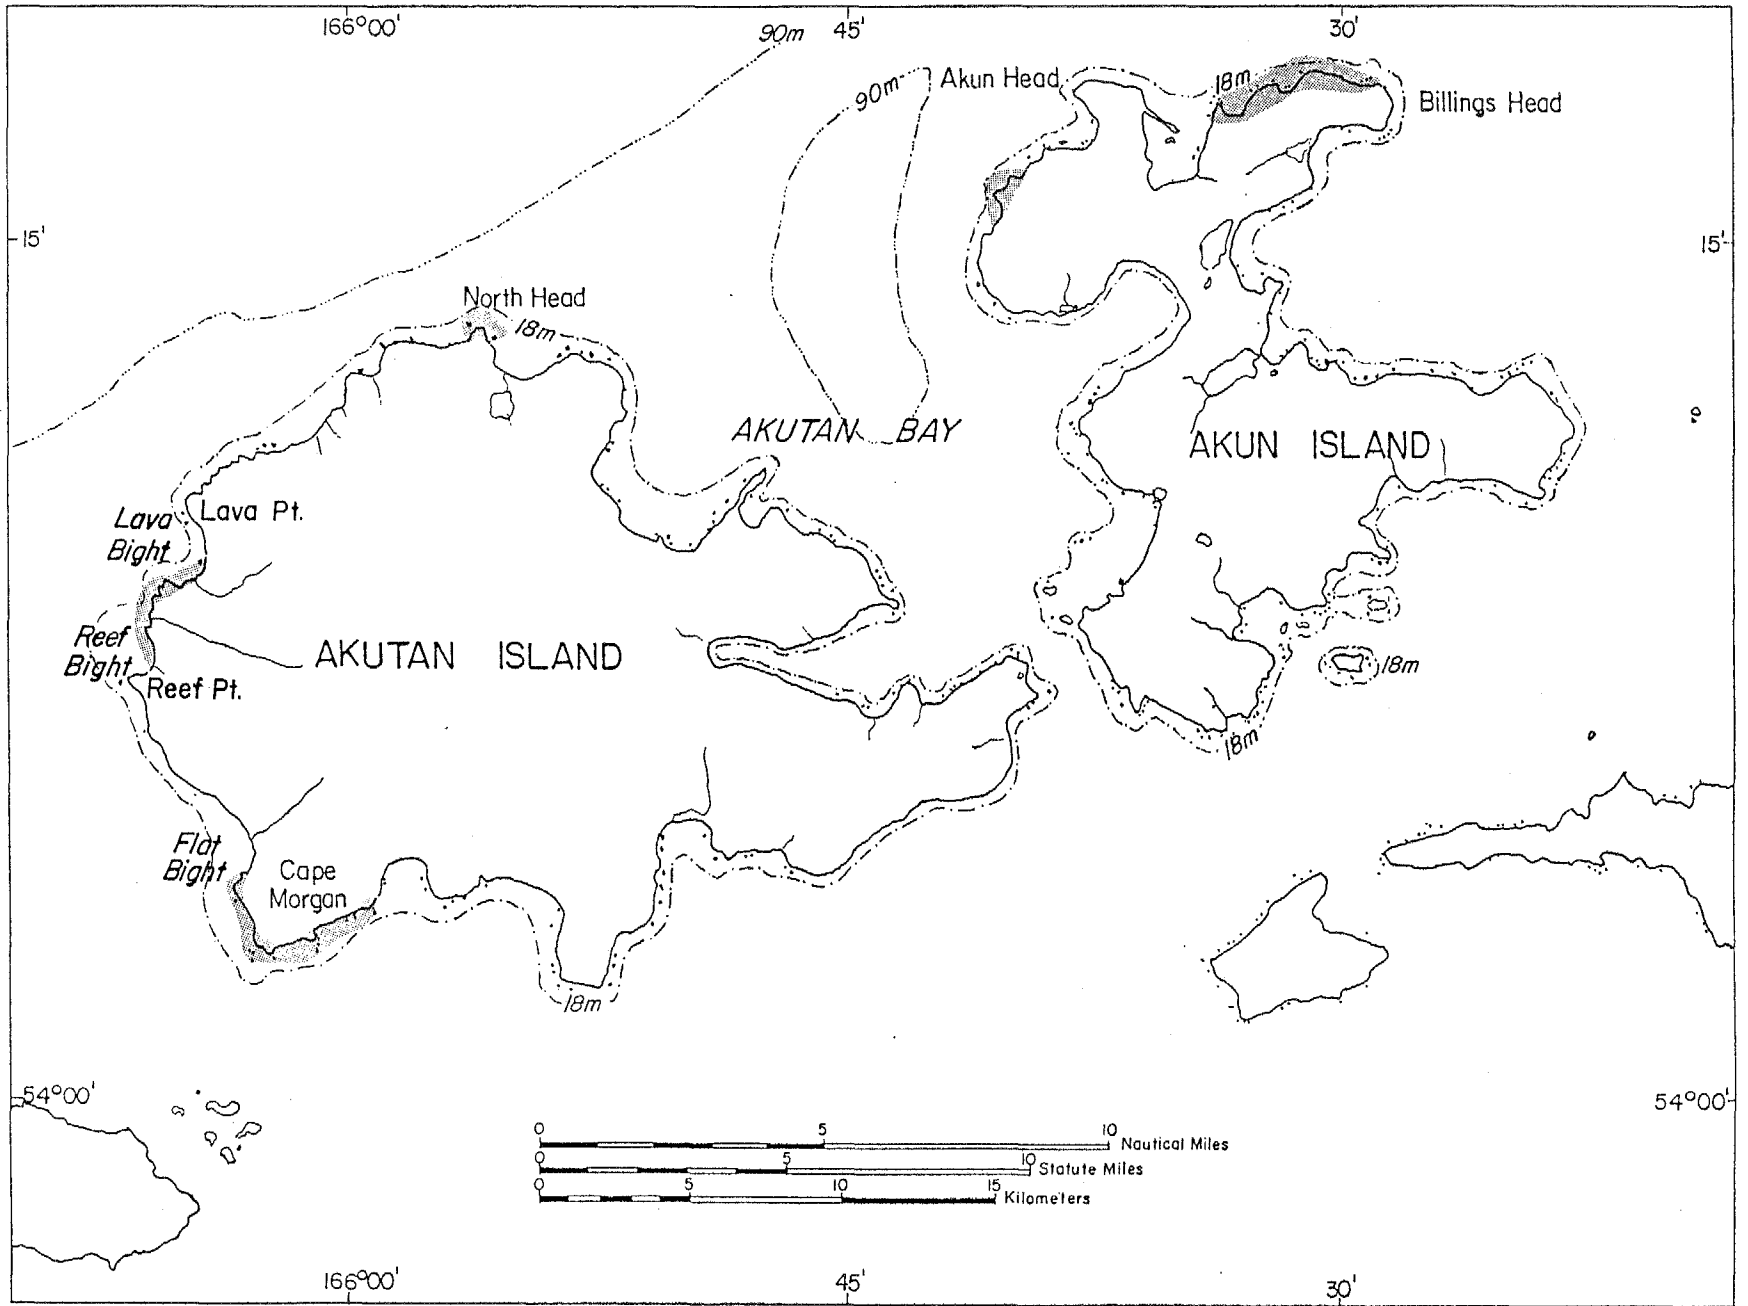 166°00'
90m
45'
30'
90m
Akun Head
18m
Billings Head
15'
15'
North Head
18m
AKUTAN BAY
AKUN ISLAND
Lava Pt.
Lava
Bight
Reef
Bight
AKUTAN ISLAND
18m
Reef Pt.
18m
Flat
Bight
Cape
Morgan
18m
54°00'
54°00'
0 5 10 Nautical Miles
0 5 10 Statute Miles
0 5 10 15 Kilometers
166°00'
45'
30'